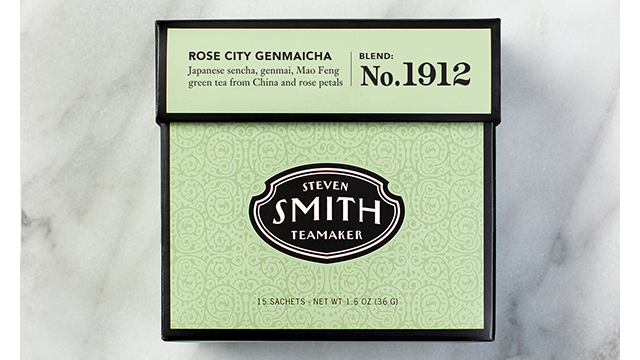 ROSE CITY GENMAICHA
Japanese sencha, genmai, Mao Feng
green tea from China and rose petals
BLEND:
No.1912
STEVEN
SMITH
TEAMAKER
15 SACHETS - NET WT 1.6 OZ (36 G)